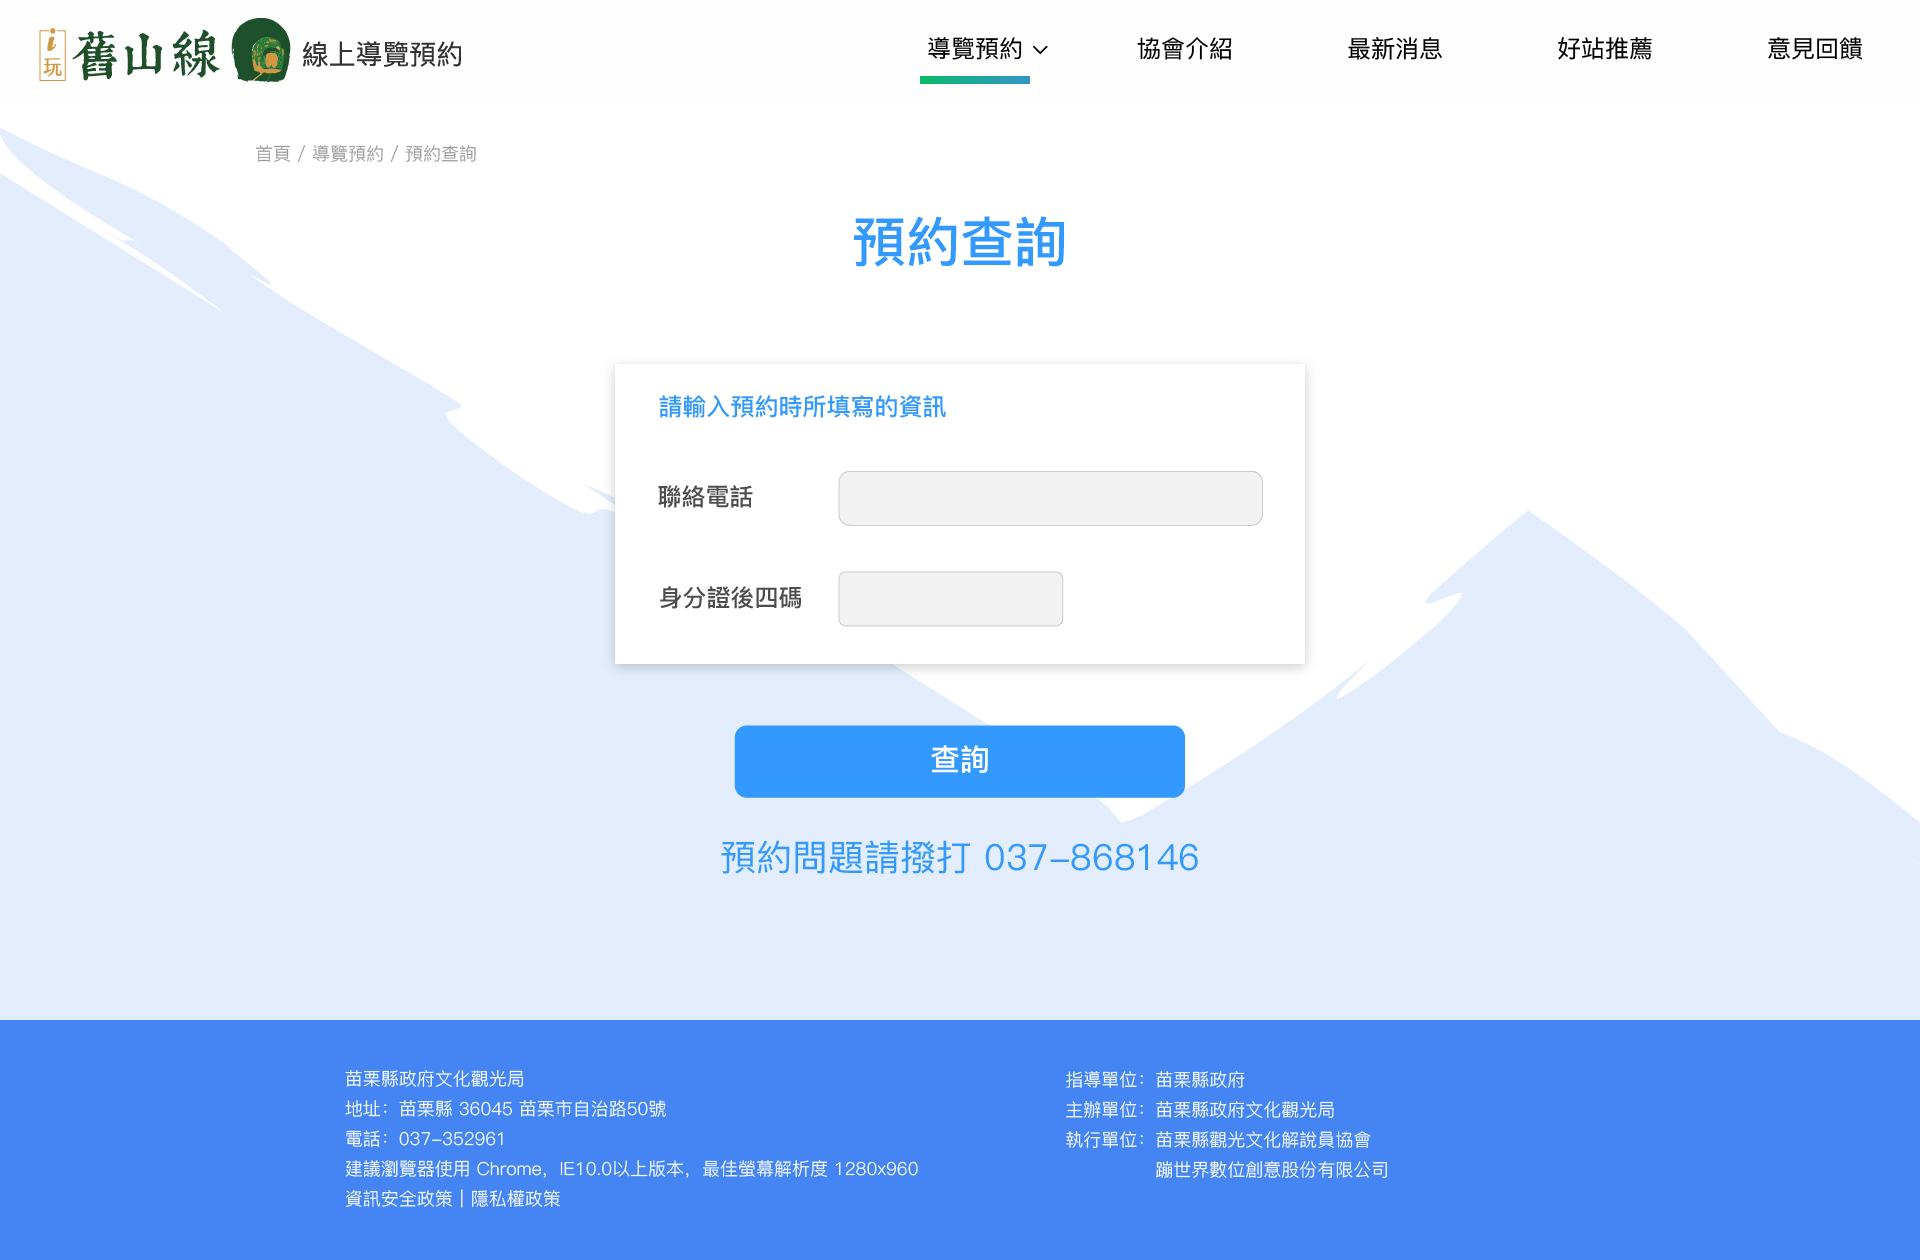 i玩 舊山線 線上導覽預約
導覽預約 協會介紹 最新消息 好站推薦 意見回饋
首頁 / 導覽預約 / 預約查詢
預約查詢
請輸入預約時所填寫的資訊
聯絡電話
身分證後四碼
查詢
預約問題請撥打 037-868146
苗栗縣政府文化觀光局
地址：苗栗縣 36045 苗栗市自治路50號
電話：037-352961
建議瀏覽器使用 Chrome，IE10.0以上版本，最佳螢幕解析度 1280x960
資訊安全政策｜隱私權政策
指導單位：苗栗縣政府
主辦單位：苗栗縣政府文化觀光局
執行單位：苗栗縣觀光文化解說員協會
蹦世界數位創意股份有限公司